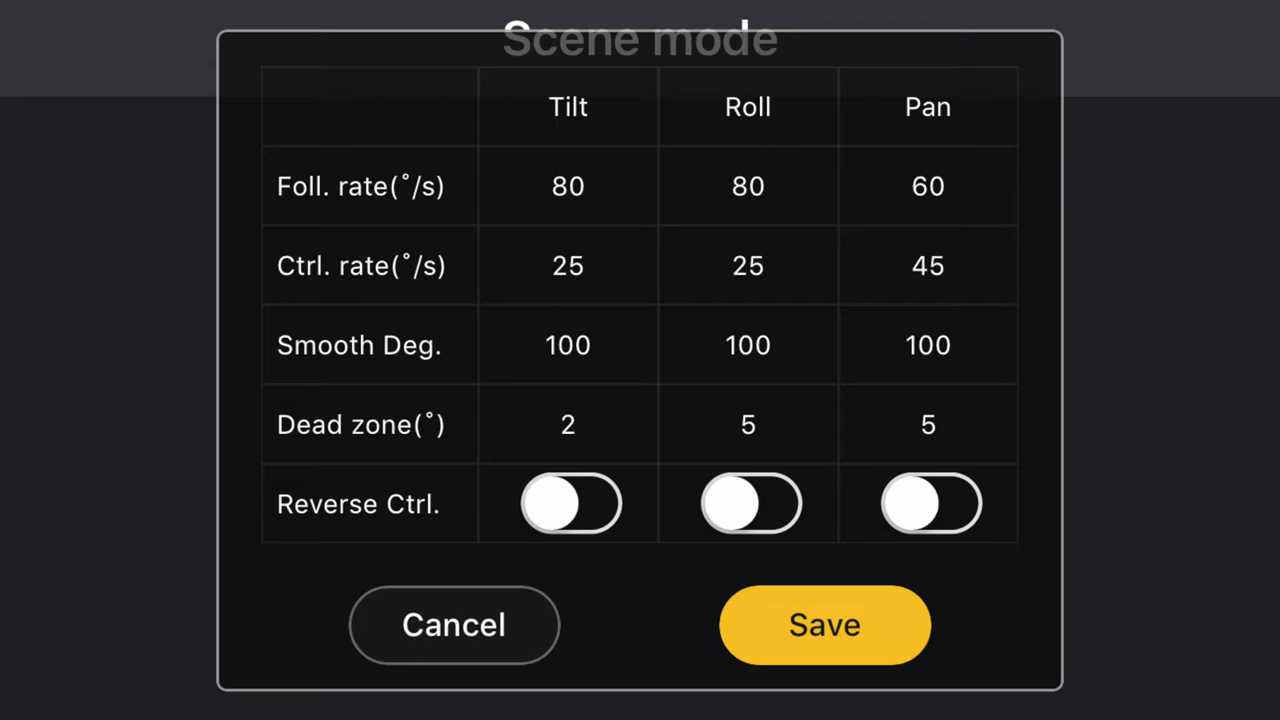 Scene mode
Tilt Roll Pan
Foll. rate(˚/s) 80 80 60
Ctrl. rate(˚/s) 25 25 45
Smooth Deg. 100 100 100
Dead zone(˚) 2 5 5
Reverse Ctrl.
Cancel Save